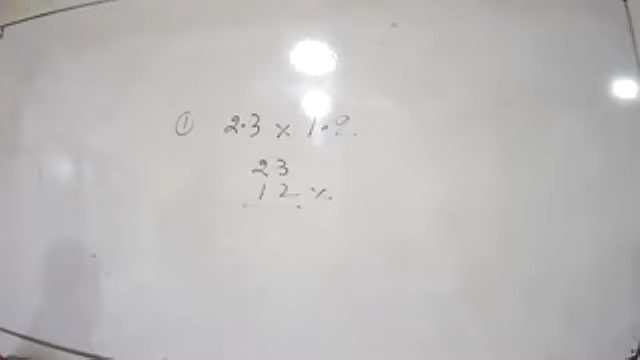 ① 2.3 × 1.2
23
12 ×